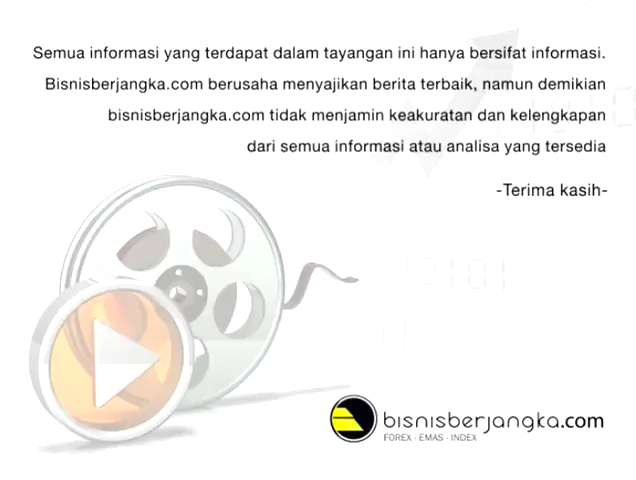 Semua informasi yang terdapat dalam tayangan ini hanya bersifat informasi.
Bisnisberjangka.com berusaha menyajikan berita terbaik, namun demikian
bisnisberjangka.com tidak menjamin keakuratan dan kelengkapan
dari semua informasi atau analisa yang tersedia
-Terima kasih-
bisnisberjangka.com
FOREX - EMAS - INDEX